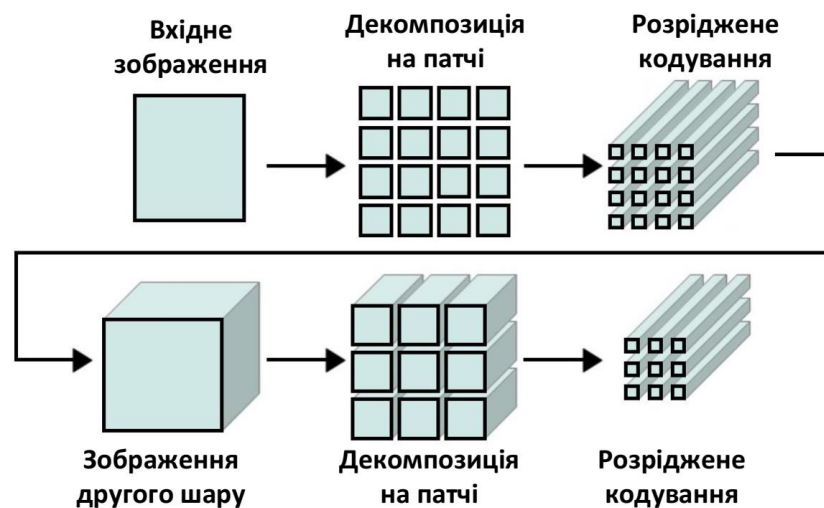 Вхідне
зображення
Декомпозиція
на патчі
Розріджене
кодування
Зображення
другого шару
Декомпозиція
на патчі
Розріджене
кодування